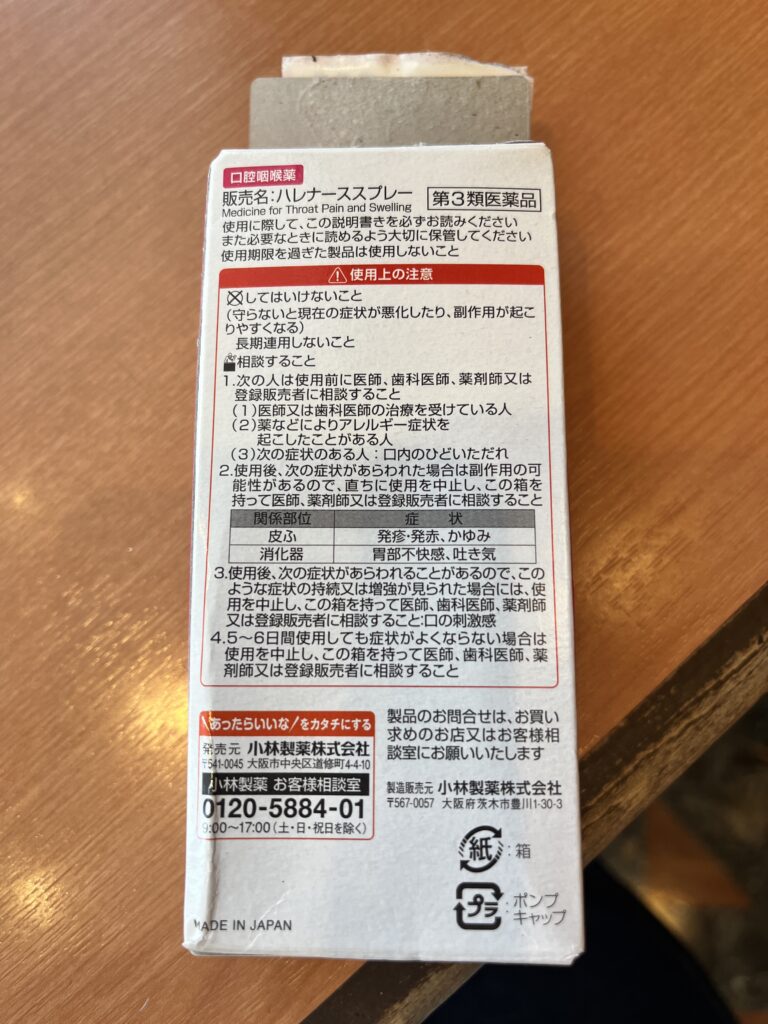 口腔咽喉薬
販売名:ハレナーススプレー
第3類医薬品
Medicine for Throat Pain and Swelling
使用に際して、この説明書きを必ずお読みください
また必要なときに読めるよう大切に保管してください
使用期限を過ぎた製品は使用しないこと
使用上の注意
してはいけないこと
(守らないと現在の症状が悪化したり、副作用が起こ
りやすくなる)
長期連用しないこと
相談すること
1.次の人は使用前に医師、歯科医師、薬剤師又は
登録販売者に相談すること
(1)医師又は歯科医師の治療を受けている人
(2)薬などによりアレルギー症状を
起こしたことがある人
(3)次の症状のある人:口内のひどいただれ
2.使用後、次の症状があらわれた場合は副作用の可
能性があるので、直ちに使用を中止し、この箱を
持って医師、薬剤師又は登録販売者に相談すること
関係部位 症状
皮ふ 発疹・発赤、かゆみ
消化器 胃部不快感、吐き気
3.使用後、次の症状があらわれることがあるので、この
ような症状の持続又は増強が見られた場合には、使
用を中止し、この箱を持って医師、歯科医師、薬剤師
又は登録販売者に相談すること:口の刺激感
4.5〜6日間使用しても症状がよくならない場合は
使用を中止し、この箱を持って医師、歯科医師、薬
剤師又は登録販売者に相談すること
\あったらいいな/をカタチにする
発売元 小林製薬株式会社
〒541-0045 大阪市中央区道修町4-4-10
小林製薬 お客様相談室
0120-5884-01
9:00〜17:00(土・日・祝日を除く)
製品のお問合せは、お買い
求めのお店又はお客様相
談室にお願いいたします
製造販売元 小林製薬株式会社
〒567-0057 大阪府茨木市豊川1-30-3
紙:箱
プラ:ポンプ
キャップ
MADE IN JAPAN